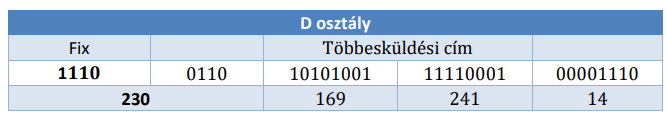 D osztály
Fix Többesküldési cím
1110 0110 10101001 11110001 00001110
230 169 241 14